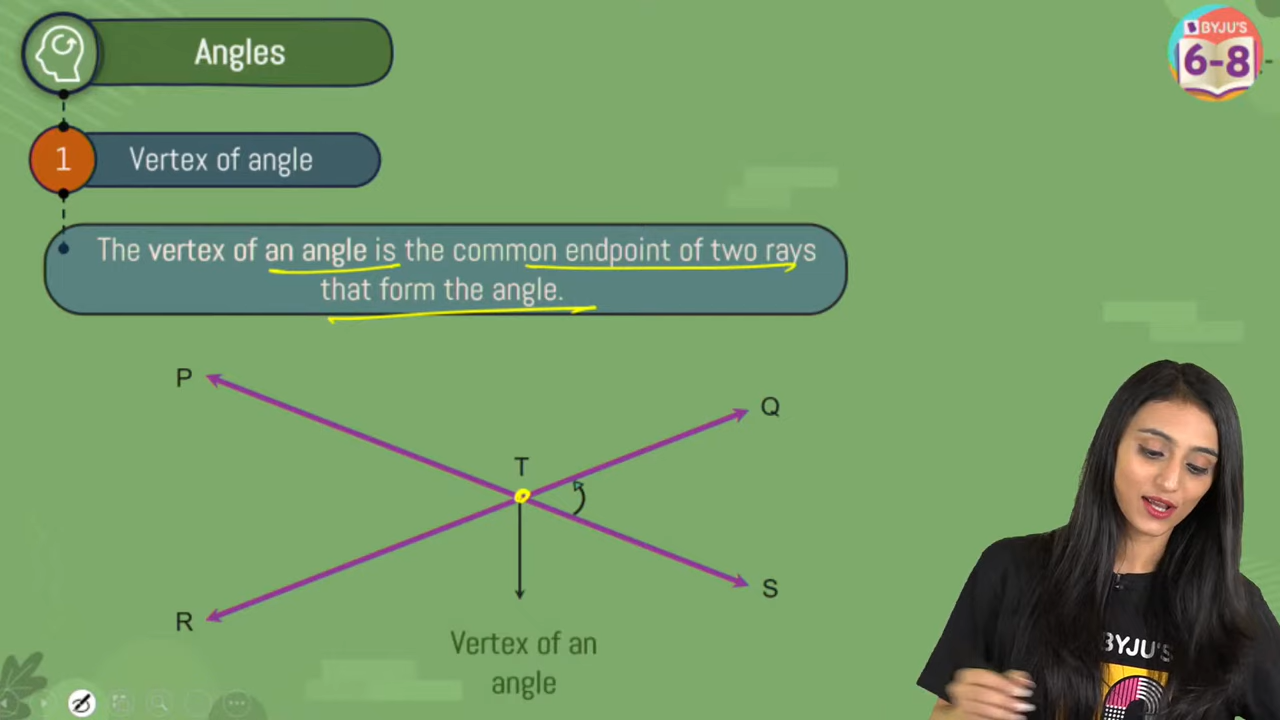 Angles
BYJU'S
6-8
1
Vertex of angle
The vertex of an angle is the common endpoint of two rays
that form the angle.
P
Q
T
S
R
Vertex of an
angle
BYJU'S